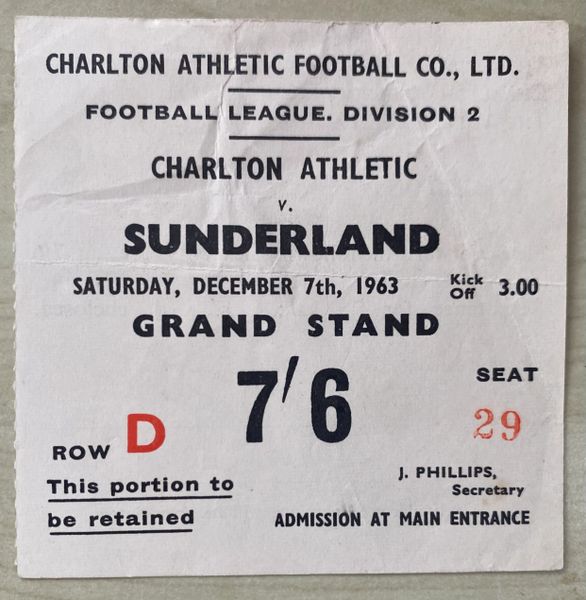 CHARLTON ATHLETIC FOOTBALL CO., LTD.
FOOTBALL LEAGUE. DIVISION 2
CHARLTON ATHLETIC
v.
SUNDERLAND
SATURDAY, DECEMBER 7th, 1963 Kick Off 3.00
GRAND STAND
7/6
SEAT
29
ROW D
J. PHILLIPS,
Secretary
This portion to
be retained
ADMISSION AT MAIN ENTRANCE